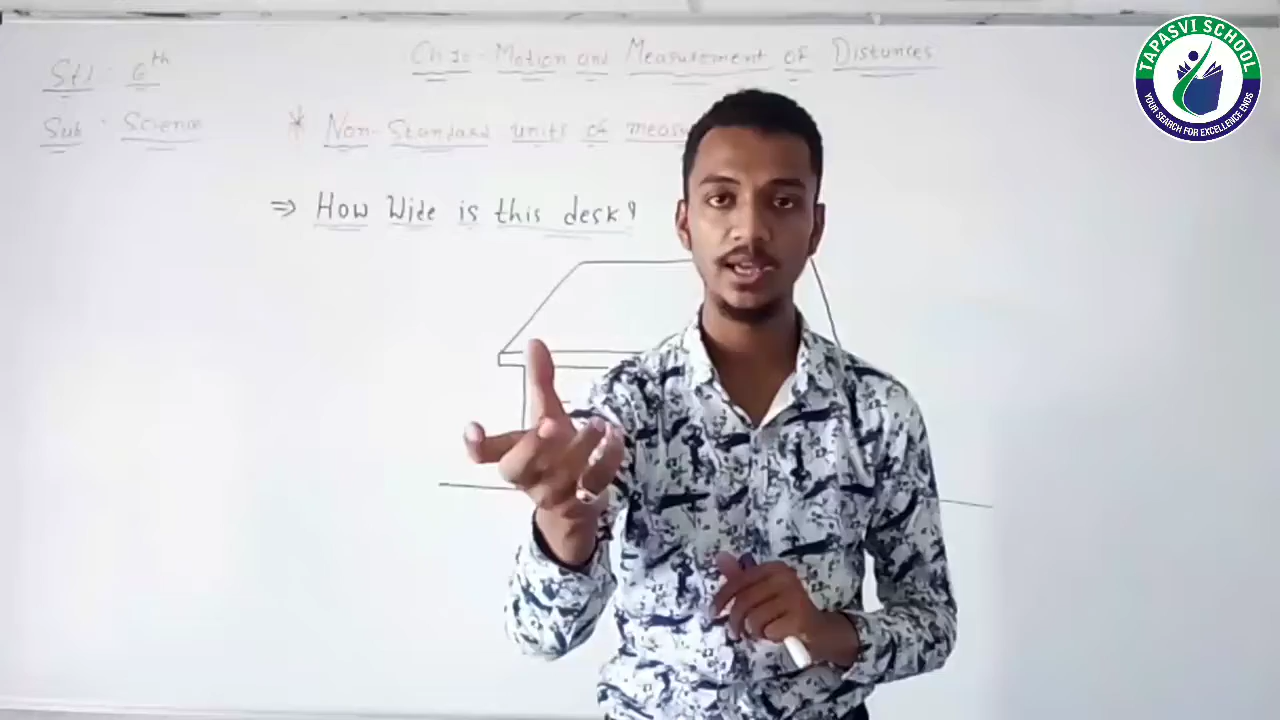 Std : 6th
Ch 10 - Motion and Measurement of Distances
Sub : Science
* Non-Standard units of measu
⇒ How Wide is this desk?
TAPASVI SCHOOL
YOUR SEARCH FOR EXCELLENCE ENDS